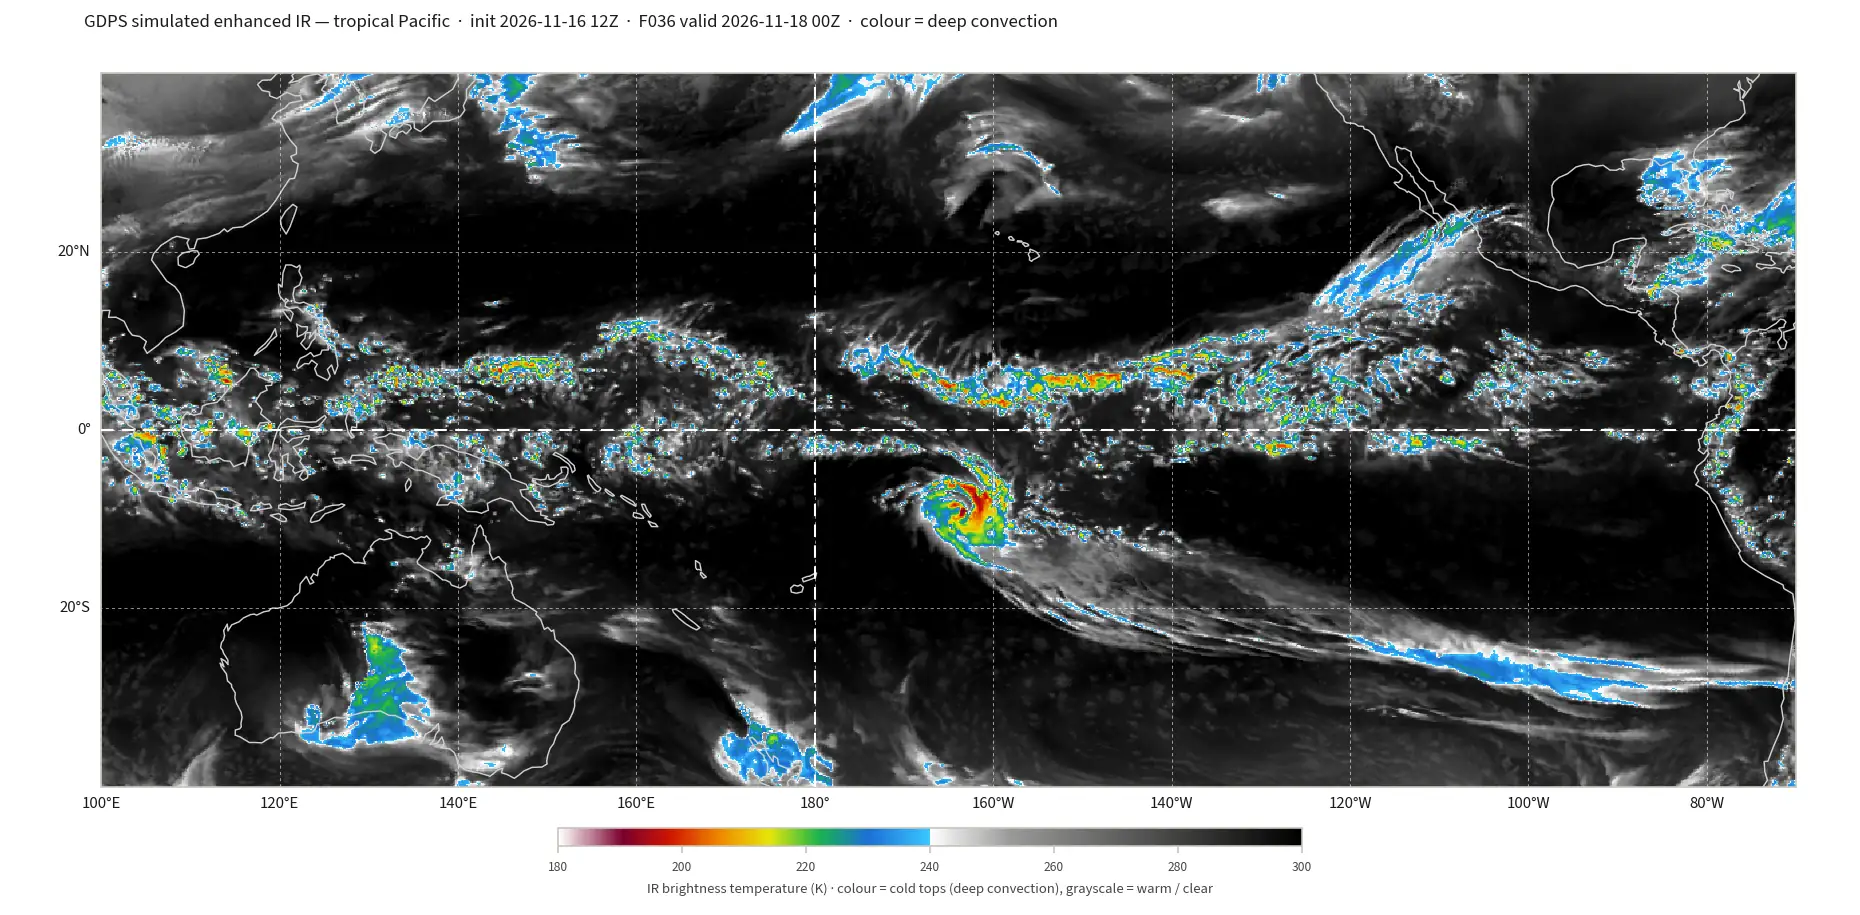 GDPS simulated enhanced IR — tropical Pacific · init 2026-11-16 12Z · F036 valid 2026-11-18 00Z · colour = deep convection
20°N
0°
20°S
100°E 120°E 140°E 160°E 180° 160°W 140°W 120°W 100°W 80°W
180 200 220 240 260 280 300
IR brightness temperature (K) · colour = cold tops (deep convection), grayscale = warm / clear